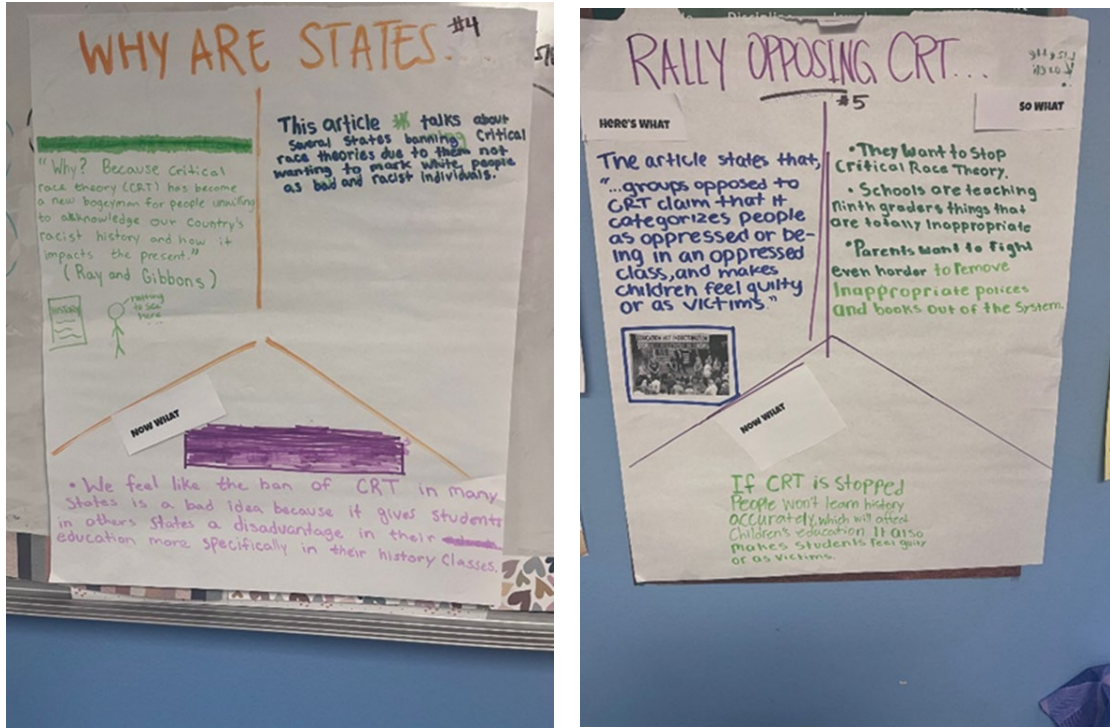 WHY ARE STATES...
#4
"Why? Because Critical
race theory (CRT) has become
a new bogeyman for people unwilling
to acknowledge our Country's
racist history and how it
impacts the present."
(Ray and Gibbons)
HISTORY
nothing
to see
here
...
This article talks about
several states banning Critical
race theories due to them not
wanting to mark white people
as bad and racist individuals.
NOW WHAT
• We feel like the ban of CRT in many
States is a bad idea because it gives students
in others states a disadvantage in their
education more specifically in their history Classes.
RALLY OPPOSING CRT...
#5
HERE'S WHAT
The article states that,
"...groups opposed to
CRT claim that it
categorizes people
as oppressed or be-
ing in an oppressed
class, and makes
children feel guilty
or as victims"
SO WHAT
• They Want to Stop
Critical Race Theory.
• Schools are teaching
ninth graders things that
are totally Inappropriate
• Parents want to Fight
even harder to remove
Inappropriate polices
and books out of the System.
NOW WHAT
If CRT is stopped
People won't learn history
accurately, which will affect
Children's education It also
makes students feel guilty
or as victims.